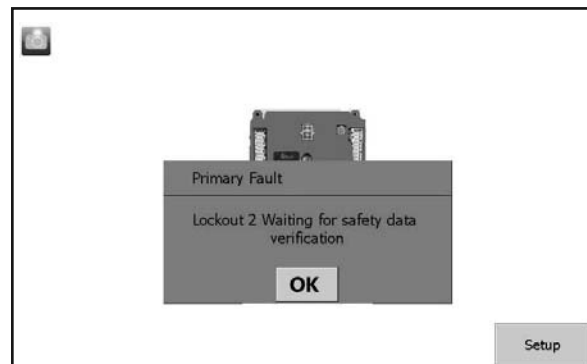 Primary Fault
Lockout 2 Waiting for safety data
verification
OK
Setup